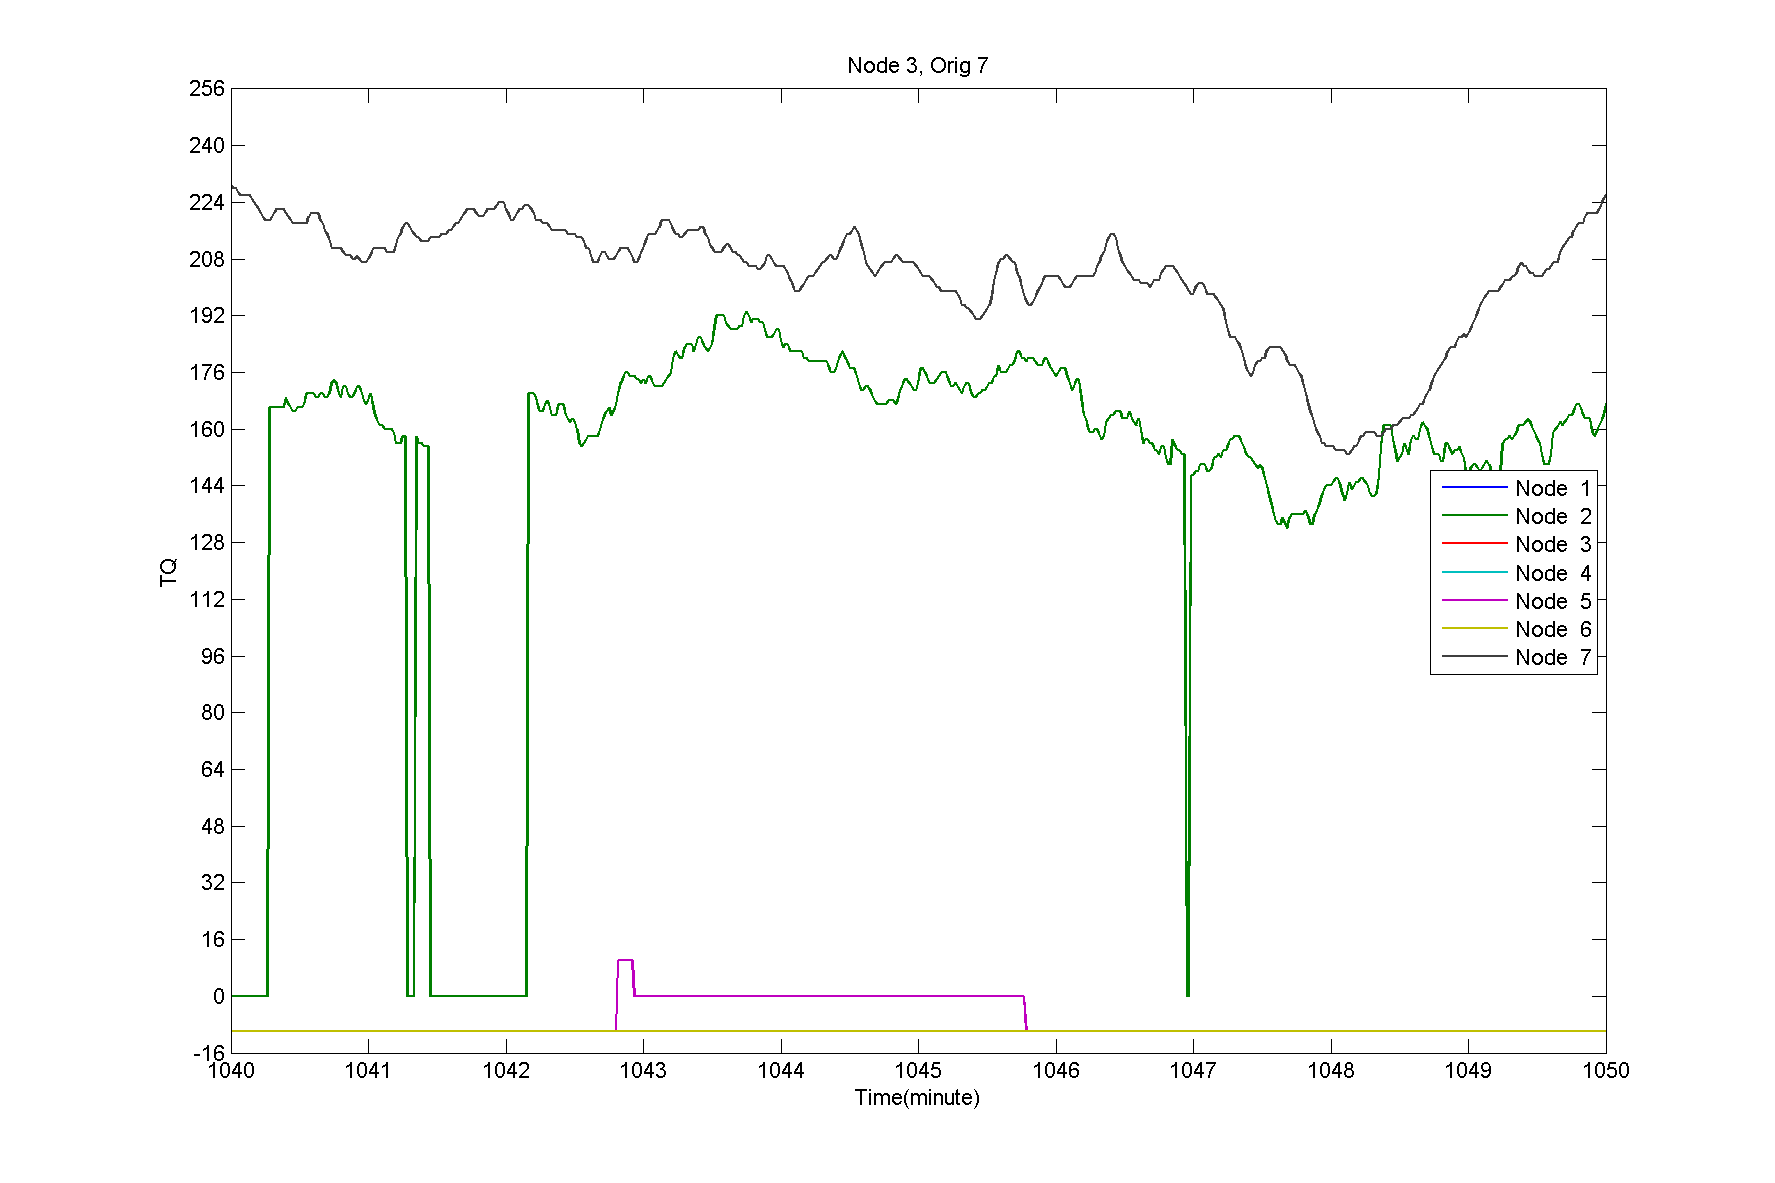 Node 3, Orig 7
256
240
224
208
192
176
160
144
128
112
96
80
64
48
32
16
0
-16
TQ
Node 1
Node 2
Node 3
Node 4
Node 5
Node 6
Node 7
1040 1041 1042 1043 1044 1045 1046 1047 1048 1049 1050
Time(minute)